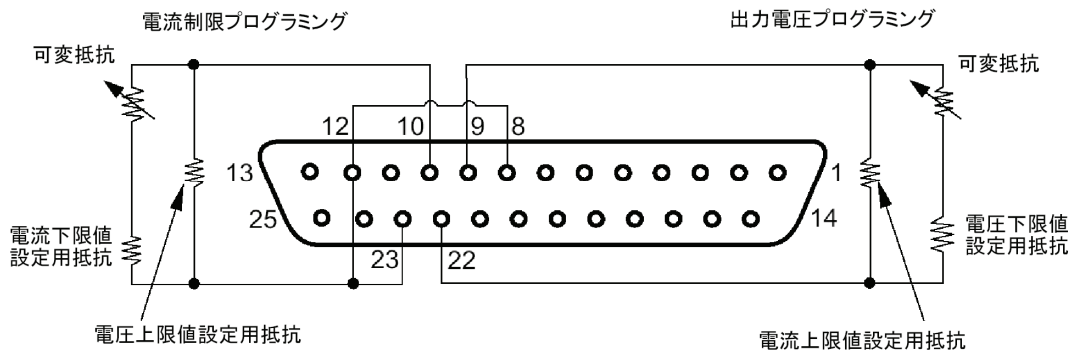 電流制限プログラミング
出力電圧プログラミング
可変抵抗
可変抵抗
12
10
9
8
13
1
25
14
23
22
電流下限値
設定用抵抗
電圧下限値
設定用抵抗
電圧上限値設定用抵抗
電流上限値設定用抵抗